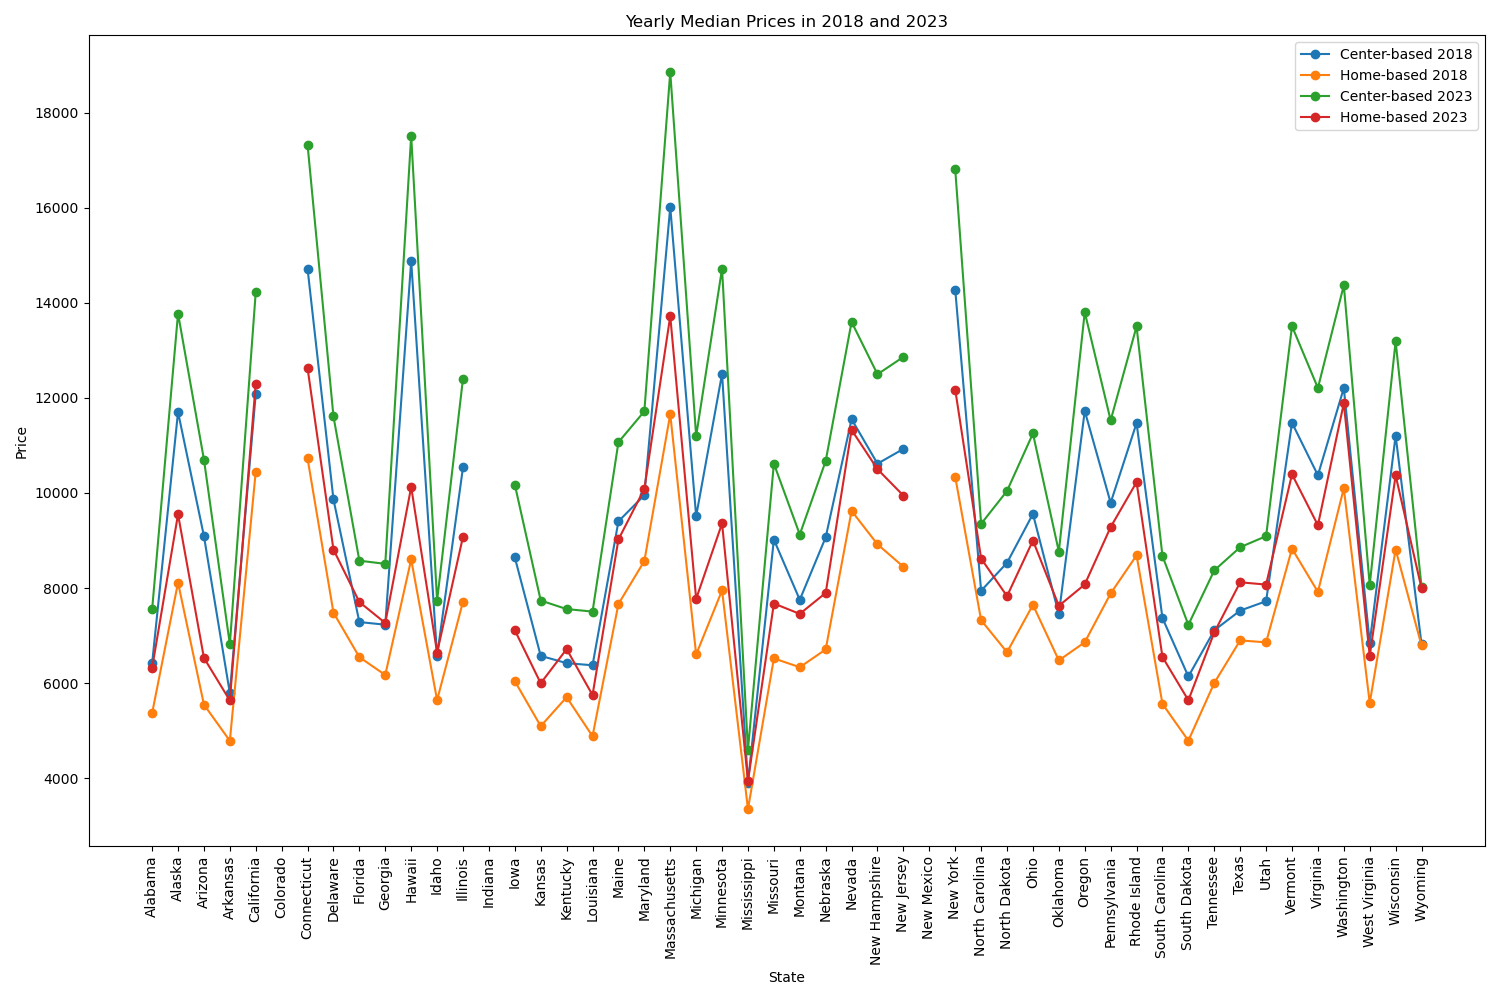 Yearly Median Prices in 2018 and 2023
Center-based 2018
Home-based 2018
Center-based 2023
Home-based 2023
18000
16000
14000
12000
10000
8000
6000
4000
Price
Alabama
Alaska
Arizona
Arkansas
California
Colorado
Connecticut
Delaware
Florida
Georgia
Hawaii
Idaho
Illinois
Indiana
Iowa
Kansas
Kentucky
Louisiana
Maine
Maryland
Massachusetts
Michigan
Minnesota
Mississippi
Missouri
Montana
Nebraska
Nevada
New Hampshire
New Jersey
New Mexico
New York
North Carolina
North Dakota
Ohio
Oklahoma
Oregon
Pennsylvania
Rhode Island
South Carolina
South Dakota
Tennessee
Texas
Utah
Vermont
Virginia
Washington
West Virginia
Wisconsin
Wyoming
State